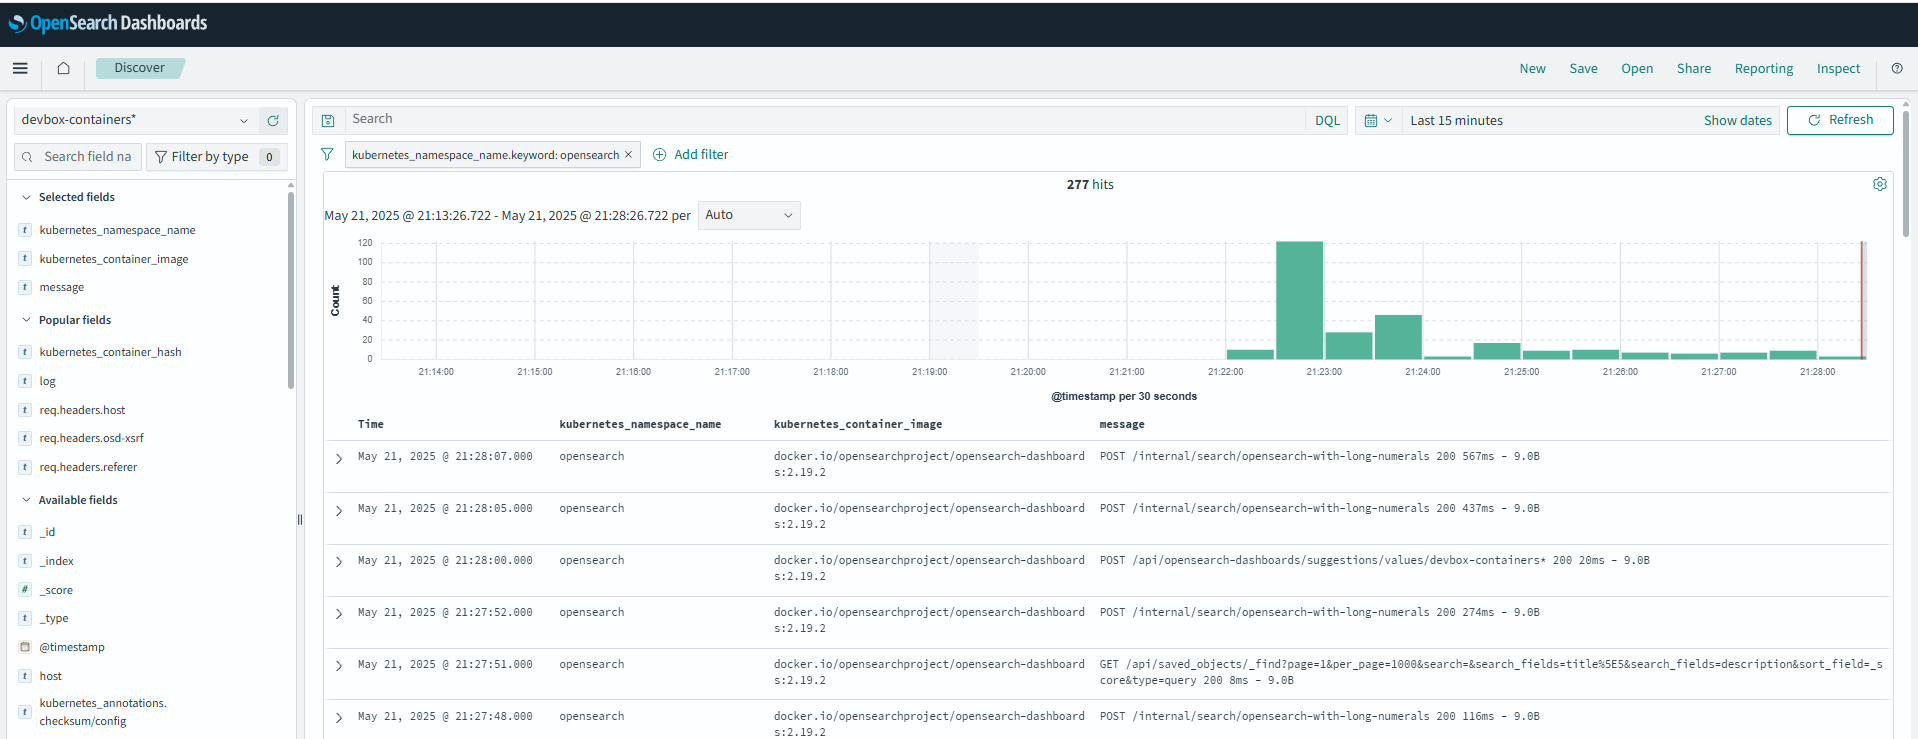 OpenSearch Dashboards
Discover
New Save Open Share Reporting Inspect
devbox-containers*
Search DQL
Last 15 minutes Show dates
Refresh
Search field na
Filter by type 0
kubernetes_namespace_name.keyword: opensearch ×
Add filter
Selected fields
t kubernetes_namespace_name
t kubernetes_container_image
t message
Popular fields
t kubernetes_container_hash
t log
t req.headers.host
t req.headers.osd-xsrf
t req.headers.referer
Available fields
t _id
t _index
# _score
t _type
@timestamp
t host
t kubernetes_annotations.
checksum/config
277 hits
May 21, 2025 @ 21:13:26.722 - May 21, 2025 @ 21:28:26.722 per Auto
Count
120
100
80
60
40
20
0
21:14:00 21:15:00 21:16:00 21:17:00 21:18:00 21:19:00 21:20:00 21:21:00 21:22:00 21:23:00 21:24:00 21:25:00 21:26:00 21:27:00 21:28:00
@timestamp per 30 seconds
Time kubernetes_namespace_name kubernetes_container_image message
May 21, 2025 @ 21:28:07.000 opensearch docker.io/opensearchproject/opensearch-dashboard POST /internal/search/opensearch-with-long-numerals 200 567ms - 9.0B
s:2.19.2
May 21, 2025 @ 21:28:05.000 opensearch docker.io/opensearchproject/opensearch-dashboard POST /internal/search/opensearch-with-long-numerals 200 437ms - 9.0B
s:2.19.2
May 21, 2025 @ 21:28:00.000 opensearch docker.io/opensearchproject/opensearch-dashboard POST /api/opensearch-dashboards/suggestions/values/devbox-containers* 200 20ms - 9.0B
s:2.19.2
May 21, 2025 @ 21:27:52.000 opensearch docker.io/opensearchproject/opensearch-dashboard POST /internal/search/opensearch-with-long-numerals 200 274ms - 9.0B
s:2.19.2
May 21, 2025 @ 21:27:51.000 opensearch docker.io/opensearchproject/opensearch-dashboard GET /api/saved_objects/_find?page=1&per_page=1000&search=&search_fields=title%5E5&search_fields=description&sort_field=_s
s:2.19.2 core&type=query 200 8ms - 9.0B
May 21, 2025 @ 21:27:48.000 opensearch docker.io/opensearchproject/opensearch-dashboard POST /internal/search/opensearch-with-long-numerals 200 116ms - 9.0B
s:2.19.2